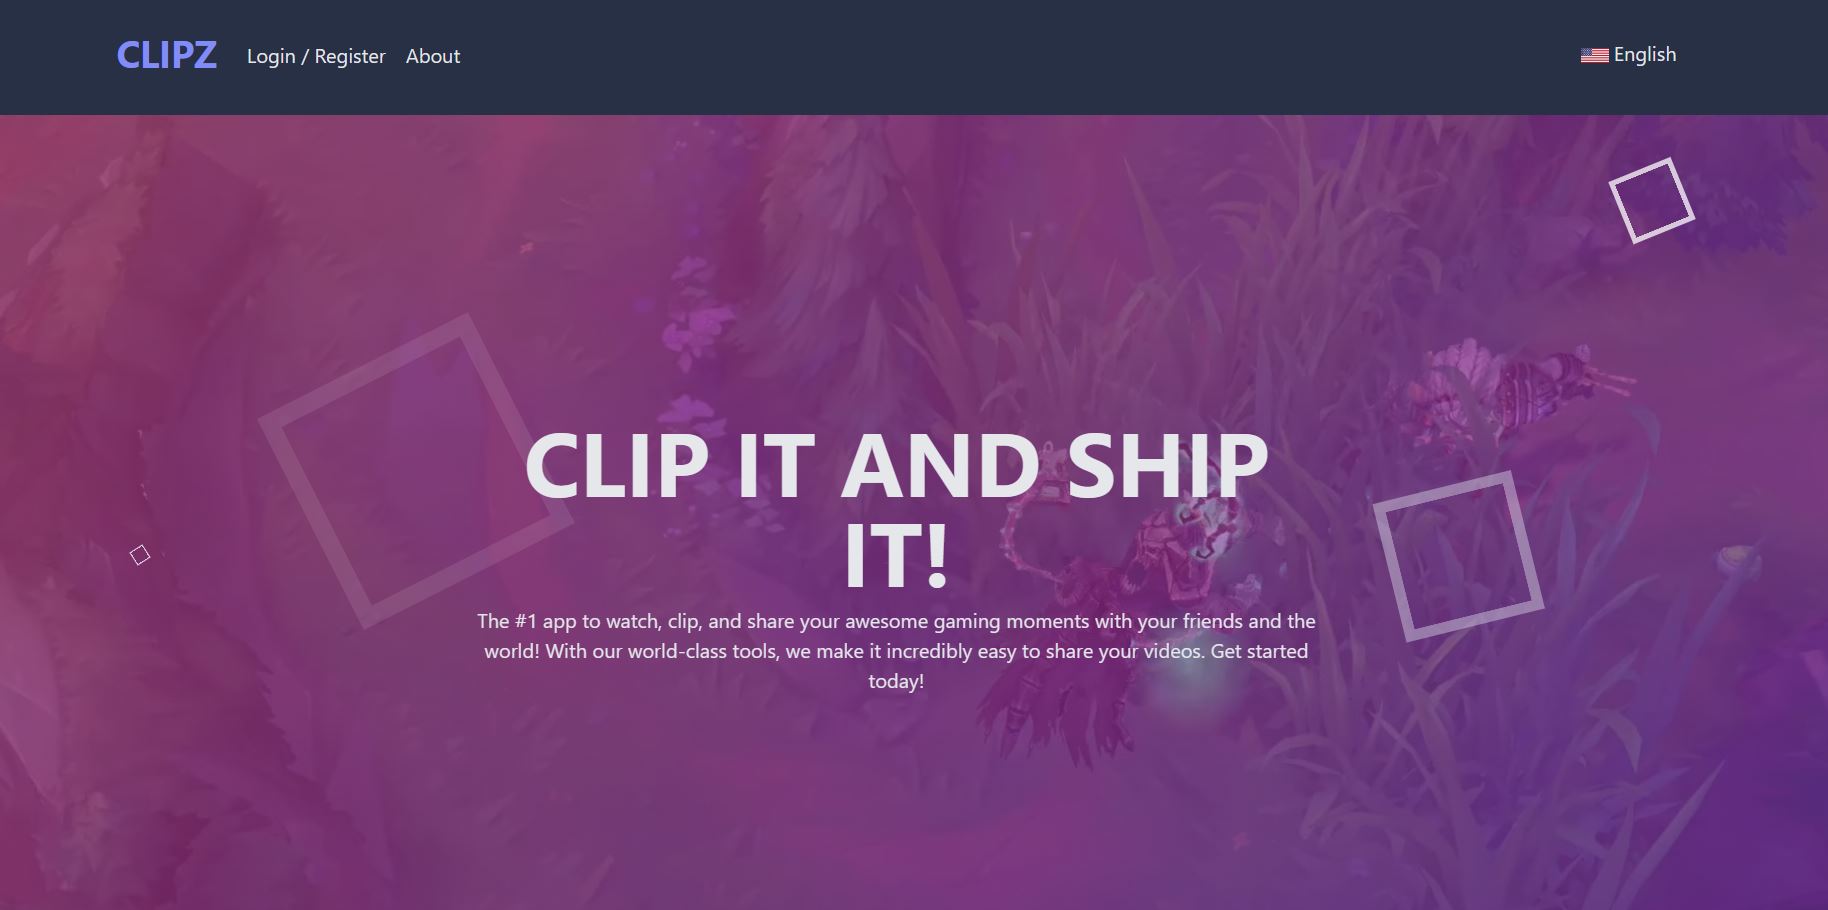 CLIPZ Login / Register About English
CLIP IT AND SHIP
IT!
The #1 app to watch, clip, and share your awesome gaming moments with your friends and the
world! With our world-class tools, we make it incredibly easy to share your videos. Get started
today!